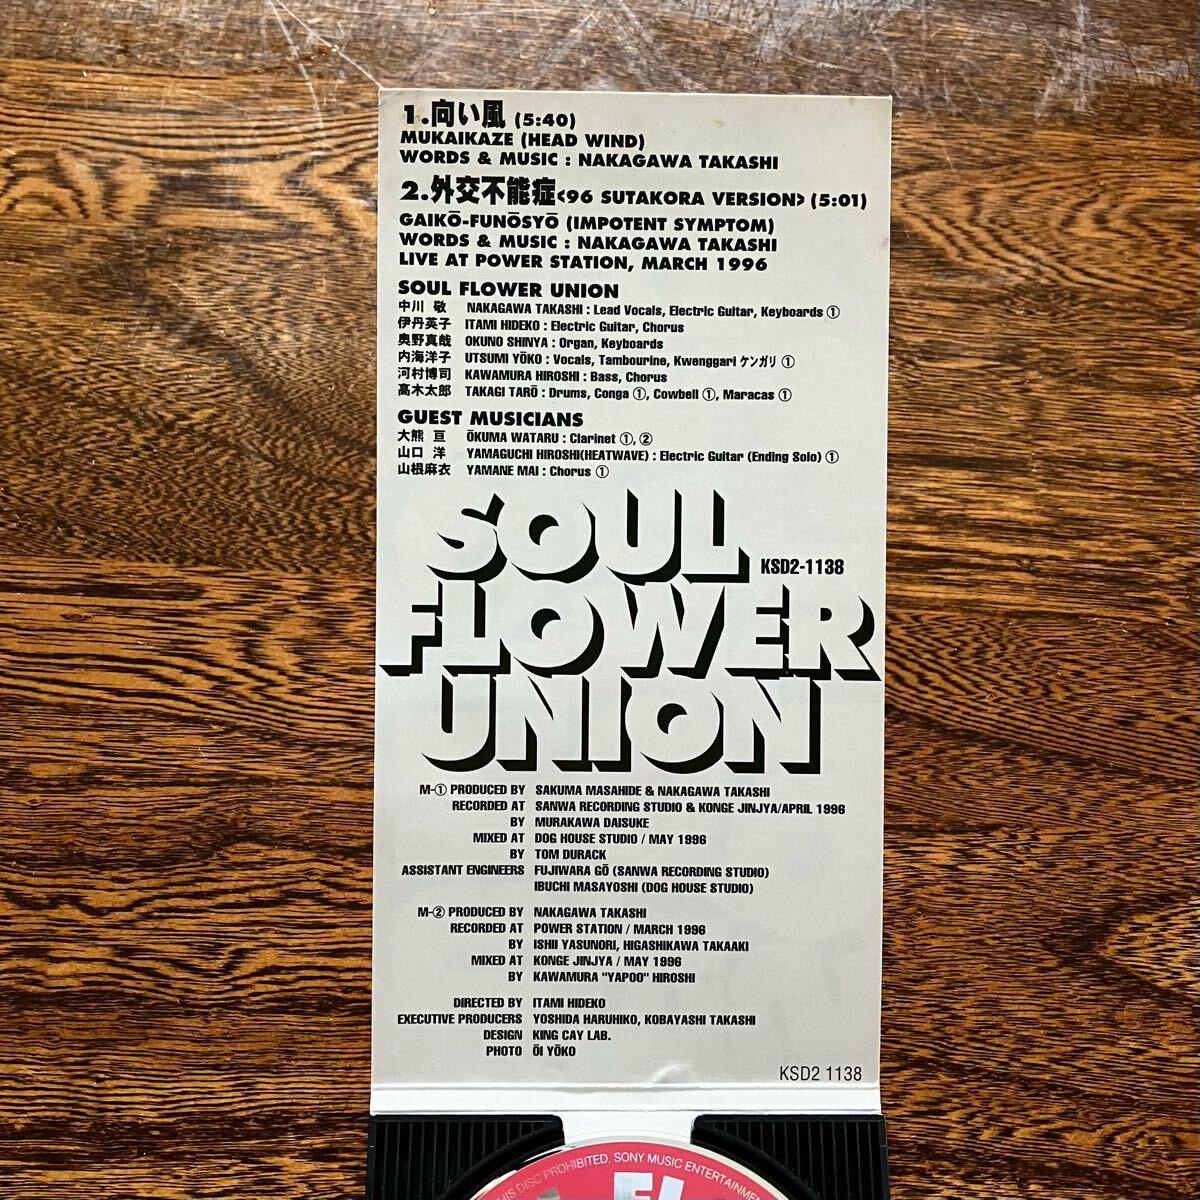 1.向い風 (5:40)
MUKAIKAZE (HEAD WIND)
WORDS & MUSIC : NAKAGAWA TAKASHI
2.外交不能症<96 SUTAKORA VERSION> (5:01)
GAIKŌ-FUNŌSYŌ (IMPOTENT SYMPTOM)
WORDS & MUSIC : NAKAGAWA TAKASHI
LIVE AT POWER STATION, MARCH 1996
SOUL FLOWER UNION
中川 敬 NAKAGAWA TAKASHI : Lead Vocals, Electric Guitar, Keyboards ①
伊丹英子 ITAMI HIDEKO : Electric Guitar, Chorus
奥野真哉 OKUNO SHINYA : Organ, Keyboards
内海洋子 UTSUMI YŌKO : Vocals, Tambourine, Kwenggari ケンガリ ①
河村博司 KAWAMURA HIROSHI : Bass, Chorus
高木太郎 TAKAGI TARŌ : Drums, Conga ①, Cowbell ①, Maracas ①
GUEST MUSICIANS
大熊 亘 ŌKUMA WATARU : Clarinet ①, ②
山口 洋 YAMAGUCHI HIROSHI(HEATWAVE) : Electric Guitar (Ending Solo) ①
山根麻衣 YAMANE MAI : Chorus ①
SOUL
KSD2-1138
FLOWER
UNION
M-① PRODUCED BY SAKUMA MASAHIDE & NAKAGAWA TAKASHI
RECORDED AT SANWA RECORDING STUDIO & KONGE JINJYA/APRIL 1996
BY MURAKAWA DAISUKE
MIXED AT DOG HOUSE STUDIO / MAY 1996
BY TOM DURACK
ASSISTANT ENGINEERS FUJIWARA GŌ (SANWA RECORDING STUDIO)
IBUCHI MASAYOSHI (DOG HOUSE STUDIO)
M-② PRODUCED BY NAKAGAWA TAKASHI
RECORDED AT POWER STATION / MARCH 1996
BY ISHII YASUNORI, HIGASHIKAWA TAKAAKI
MIXED AT KONGE JINJYA / MAY 1996
BY KAWAMURA "YAPOO" HIROSHI
DIRECTED BY ITAMI HIDEKO
EXECUTIVE PRODUCERS YOSHIDA HARUHIKO, KOBAYASHI TAKASHI
DESIGN KING CAY LAB.
PHOTO ŌI YŌKO
KSD2 1138
THIS DISC PROHIBITED. SONY MUSIC ENTERTAINMEN